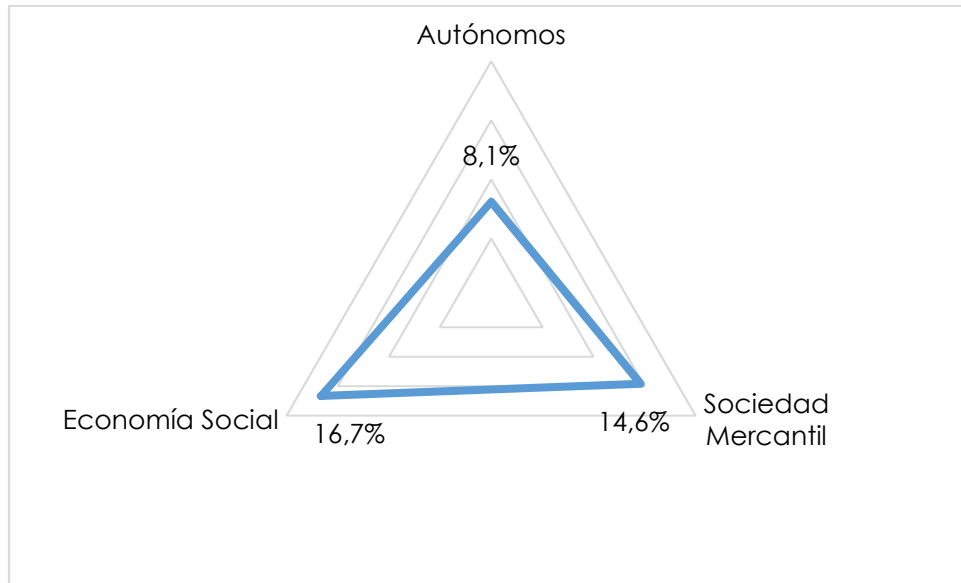 Autónomos
8,1%
Economía Social
16,7%
14,6%
Sociedad
Mercantil